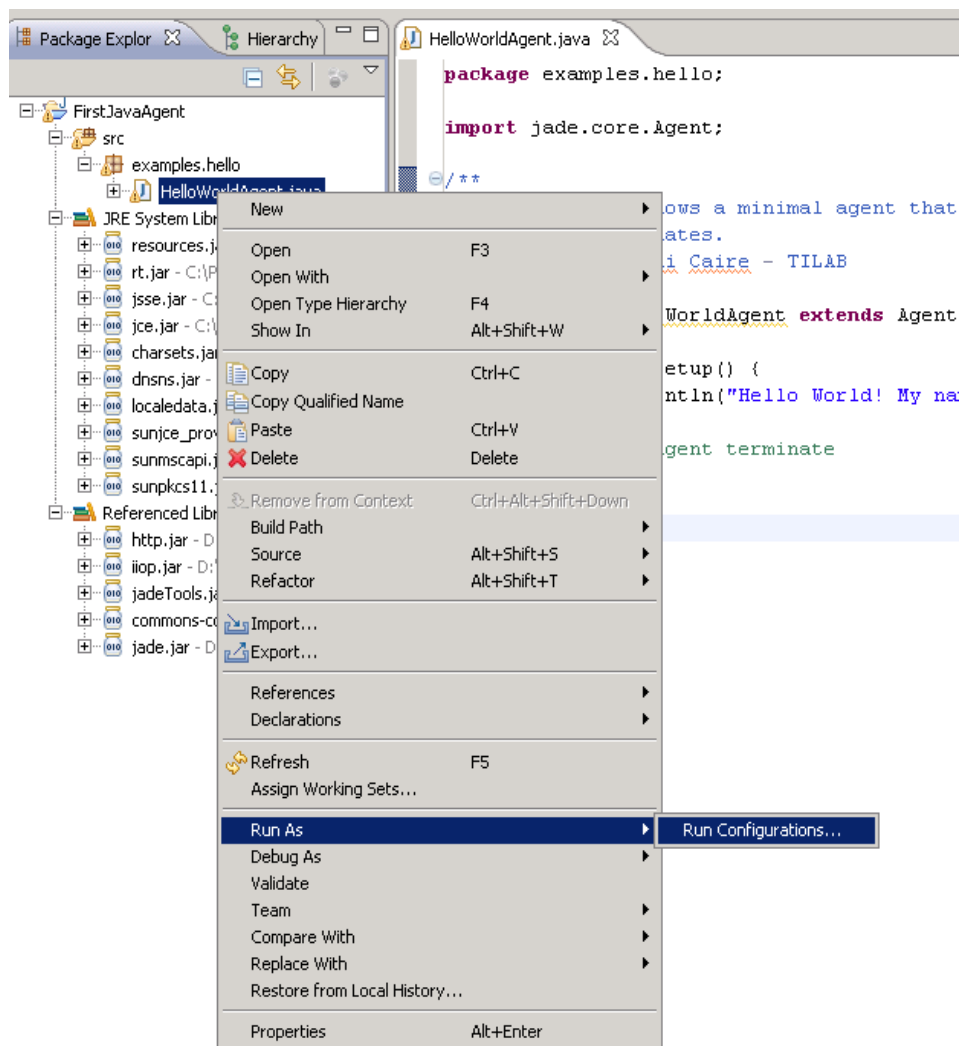 Package Explor
Hierarchy
HelloWorldAgent.java
FirstJavaAgent
src
examples.hello
HelloWorldAgent.java
JRE System Libr
resources.j
rt.jar - C:\P
jsse.jar - C:
jce.jar - C:\
charsets.ja
dnsns.jar -
localedata.j
sunjce_prov
sunmscapi.j
sunpkcs11.
Referenced Libr
http.jar - D
iiop.jar - D:
jadeTools.ja
commons-co
jade.jar - D
package examples.hello;
import jade.core.Agent;
/**
ows a minimal agent that
ates.
i Caire - TILAB
WorldAgent extends Agent
etup() {
ntln("Hello World! My na
gent terminate
New
Open F3
Open With
Open Type Hierarchy F4
Show In Alt+Shift+W
Copy Ctrl+C
Copy Qualified Name
Paste Ctrl+V
Delete Delete
Remove from Context Ctrl+Alt+Shift+Down
Build Path
Source Alt+Shift+S
Refactor Alt+Shift+T
Import...
Export...
References
Declarations
Refresh F5
Assign Working Sets...
Run As
Run Configurations...
Debug As
Validate
Team
Compare With
Replace With
Restore from Local History...
Properties Alt+Enter